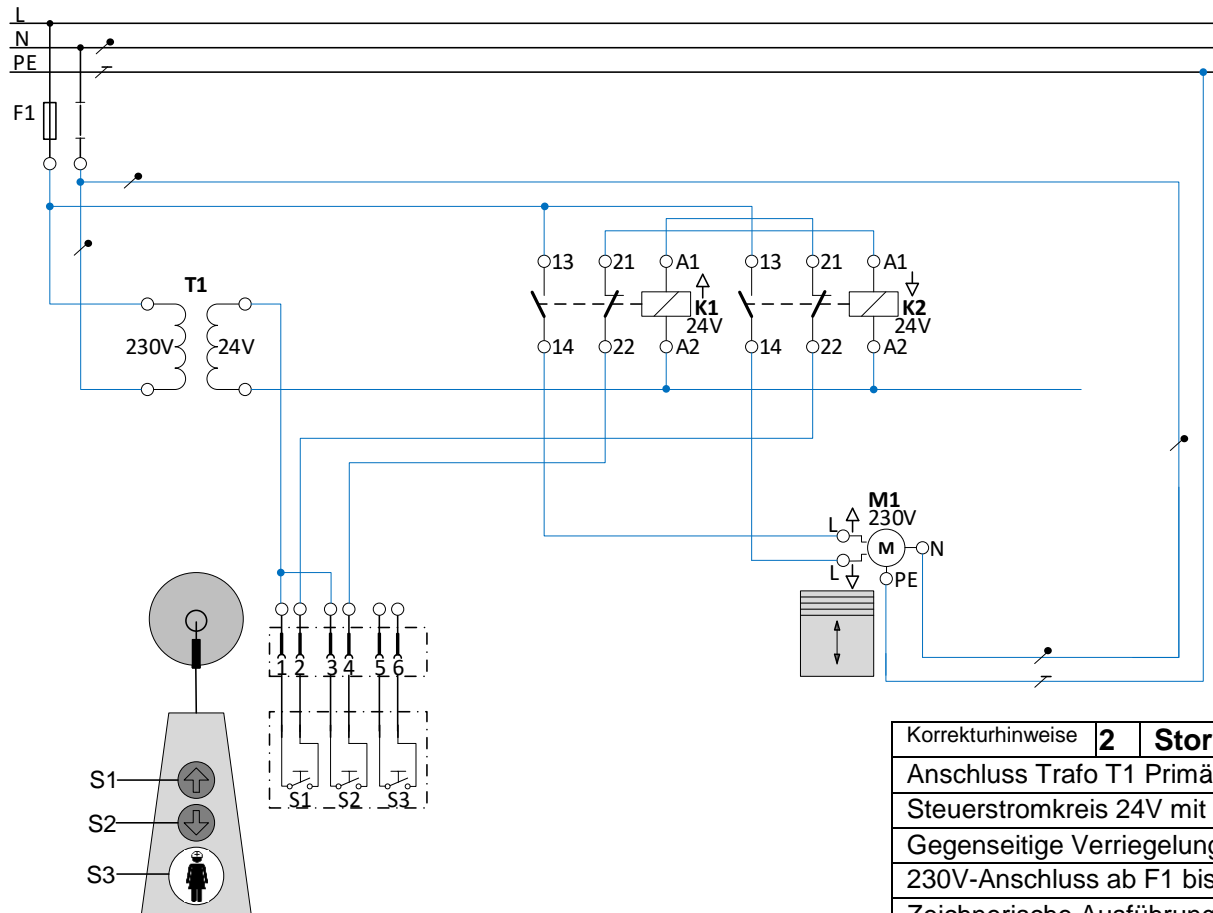 L
N
PE
F1
T1
230V 24V
13 21 A1 13 21 A1
K1 K2
24V 24V
14 22 A2 14 22 A2
M1
230V
L
M N
L PE
1 2 3 4 5 6
S1 S2 S3
S1
S2
S3
Korrekturhinweise 2 Stor
Anschluss Trafo T1 Primä
Steuerstromkreis 24V mit
Gegenseitige Verriegelung
230V-Anschluss ab F1 bis
Zeichnerische Ausführung